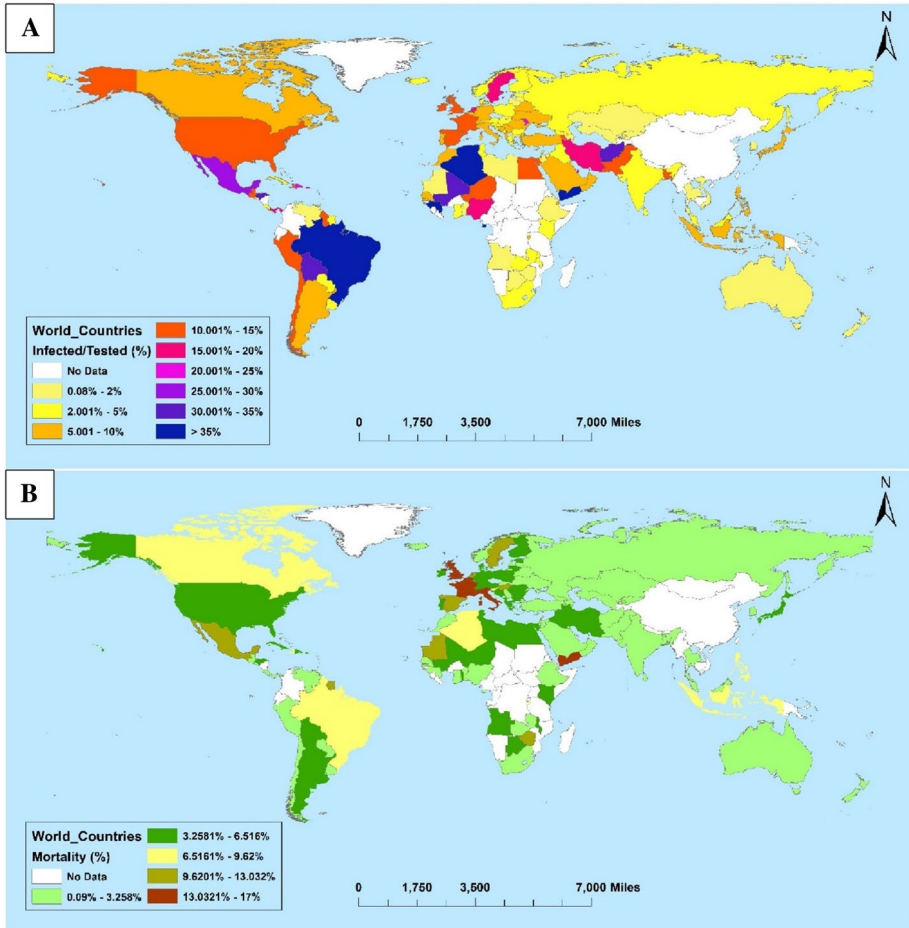 A
N
World_Countries
Infected/Tested (%)
No Data
0.08% - 2%
2.001% - 5%
5.001 - 10%
10.001% - 15%
15.001% - 20%
20.001% - 25%
25.001% - 30%
30.001% - 35%
> 35%
0 1,750 3,500 7,000 Miles
B
N
World_Countries
Mortality (%)
No Data
0.09% - 3.258%
3.2581% - 6.516%
6.5161% - 9.62%
9.6201% - 13.032%
13.0321% - 17%
0 1,750 3,500 7,000 Miles